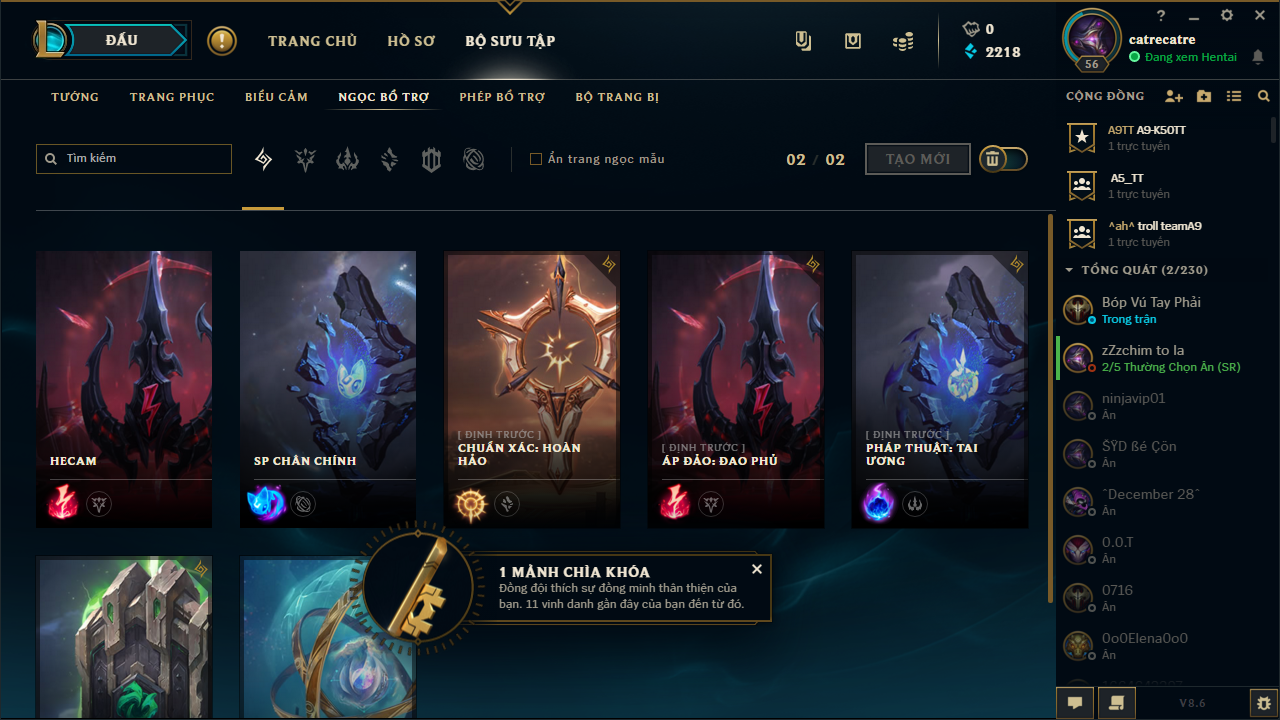 ĐẤU
!
TRANG CHỦ
HỒ SƠ
BỘ SƯU TẬP
0
2218
?
56
catrecatre
Đang xem Hentai
TƯỚNG
TRANG PHỤC
BIỂU CẢM
NGỌC BỔ TRỢ
PHÉP BỔ TRỢ
BỘ TRANG BỊ
CỘNG ĐỒNG
Tìm kiếm
Ẩn trang ngọc mẫu
02 / 02
TẠO MỚI
A9TT A9-K50TT
1 trực tuyến
A5_TT
1 trực tuyến
^ah^ troll teamA9
1 trực tuyến
TỔNG QUÁT (2/230)
Bóp Vú Tay Phải
Trong trận
zZzchim to la
2/5 Thường Chọn Ẩn (SR)
ninjavip01
Ẩn
ŠŸD ßé Çôn
Ẩn
^December 28^
Ẩn
O.O.T
Ẩn
0716
Ẩn
0o0Elena0o0
Ẩn
HECAM
SP CHÂN CHÍNH
[ ĐỊNH TRƯỚC ]
CHUẨN XÁC: HOÀN
HẢO
[ ĐỊNH TRƯỚC ]
ÁP ĐẢO: ĐAO PHỦ
[ ĐỊNH TRƯỚC ]
PHÁP THUẬT: TAI
ƯƠNG
1 MẢNH CHÌA KHÓA
Đồng đội thích sự đồng minh thân thiện của
bạn. 11 vinh danh gần đây của bạn đến từ đó.
V8.6